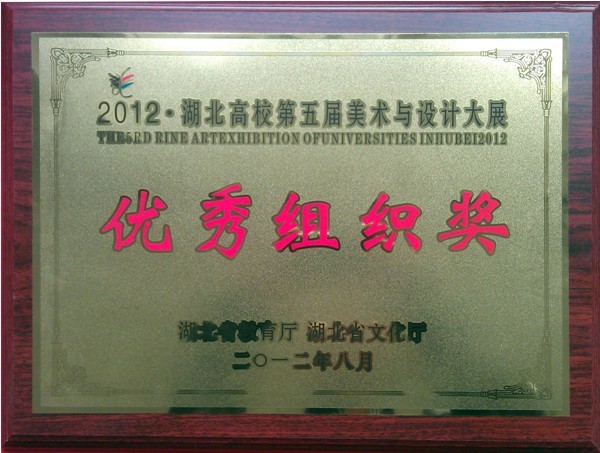 2012·湖北高校第五届美术与设计大展
THE5RD RINE ARTEXHIBITION OFUNIVERSITIES INHUBEI2012
优秀组织奖
湖北省教育厅 湖北省文化厅
二〇一二年八月